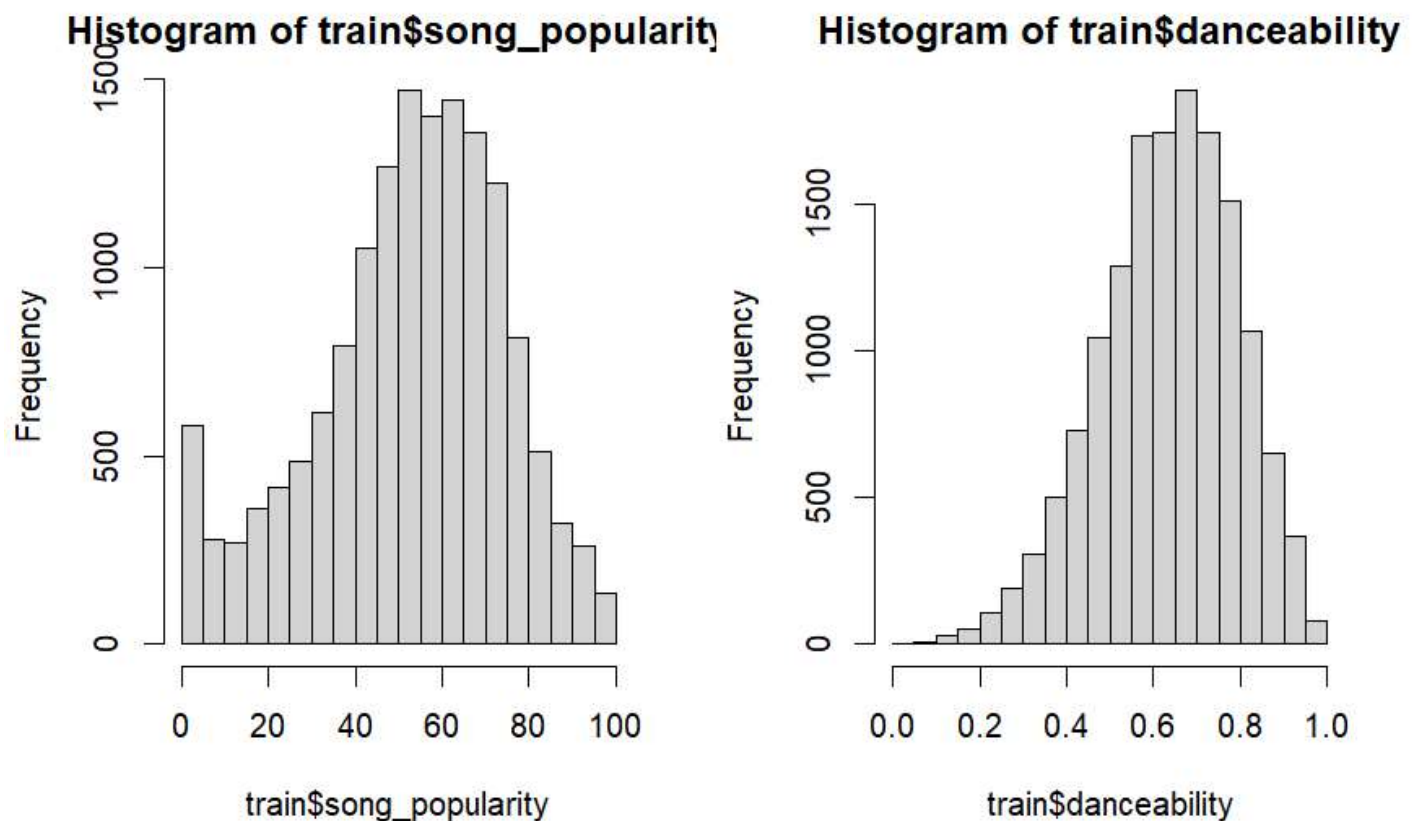 Histogram of train$song_popularity
Frequency
1500
1000
500
0
0 20 40 60 80 100
train$song_popularity
Histogram of train$danceability
Frequency
1500
1000
500
0
0.0 0.2 0.4 0.6 0.8 1.0
train$danceability